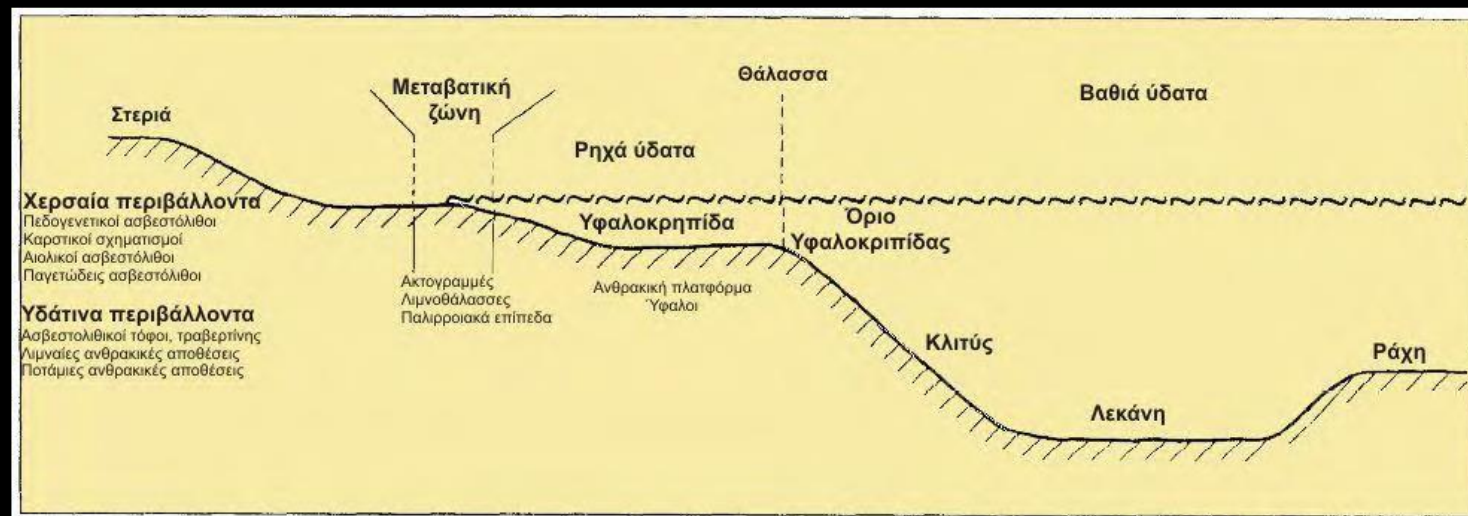 Θάλασσα
Βαθιά ύδατα
Μεταβατική
ζώνη
Στεριά
Ρηχά ύδατα
Χερσαία περιβάλλοντα
Πεδογενετικοί ασβεστόλιθοι
Καρστικοί σχηματισμοί
Αιολικοί ασβεστόλιθοι
Παγετώδεις ασβεστόλιθοι
Υδάτινα περιβάλλοντα
Ασβεστολιθικοί τόφοι, τραβερτίνης
Λιμναίες ανθρακικές αποθέσεις
Ποτάμιες ανθρακικές αποθέσεις
Ακτογραμμές
Λιμνοθάλασσες
Παλιρροιακά επίπεδα
Υφαλοκρηπίδα
Ανθρακική πλατφόρμα
Ύφαλοι
Όριο
Υφαλοκριπίδας
Κλιτύς
Λεκάνη
Ράχη